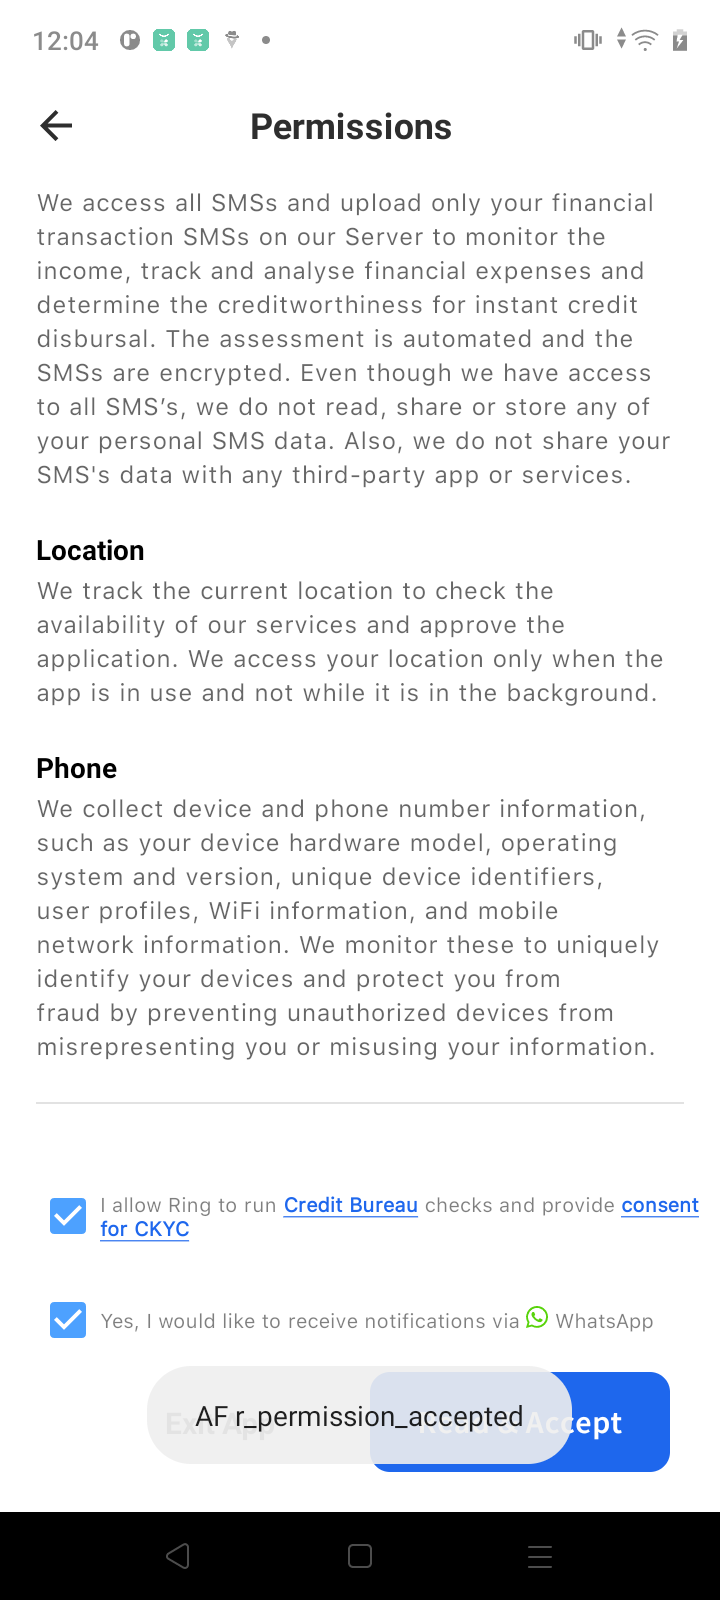 12:04
Permissions
We access all SMSs and upload only your financial
transaction SMSs on our Server to monitor the
income, track and analyse financial expenses and
determine the creditworthiness for instant credit
disbursal. The assessment is automated and the
SMSs are encrypted. Even though we have access
to all SMS’s, we do not read, share or store any of
your personal SMS data. Also, we do not share your
SMS's data with any third-party app or services.
Location
We track the current location to check the
availability of our services and approve the
application. We access your location only when the
app is in use and not while it is in the background.
Phone
We collect device and phone number information,
such as your device hardware model, operating
system and version, unique device identifiers,
user profiles, WiFi information, and mobile
network information. We monitor these to uniquely
identify your devices and protect you from
fraud by preventing unauthorized devices from
misrepresenting you or misusing your information.
I allow Ring to run Credit Bureau checks and provide consent
for CKYC
Yes, I would like to receive notifications via WhatsApp
AF r_permission_accepted
Exit App
Read & Accept